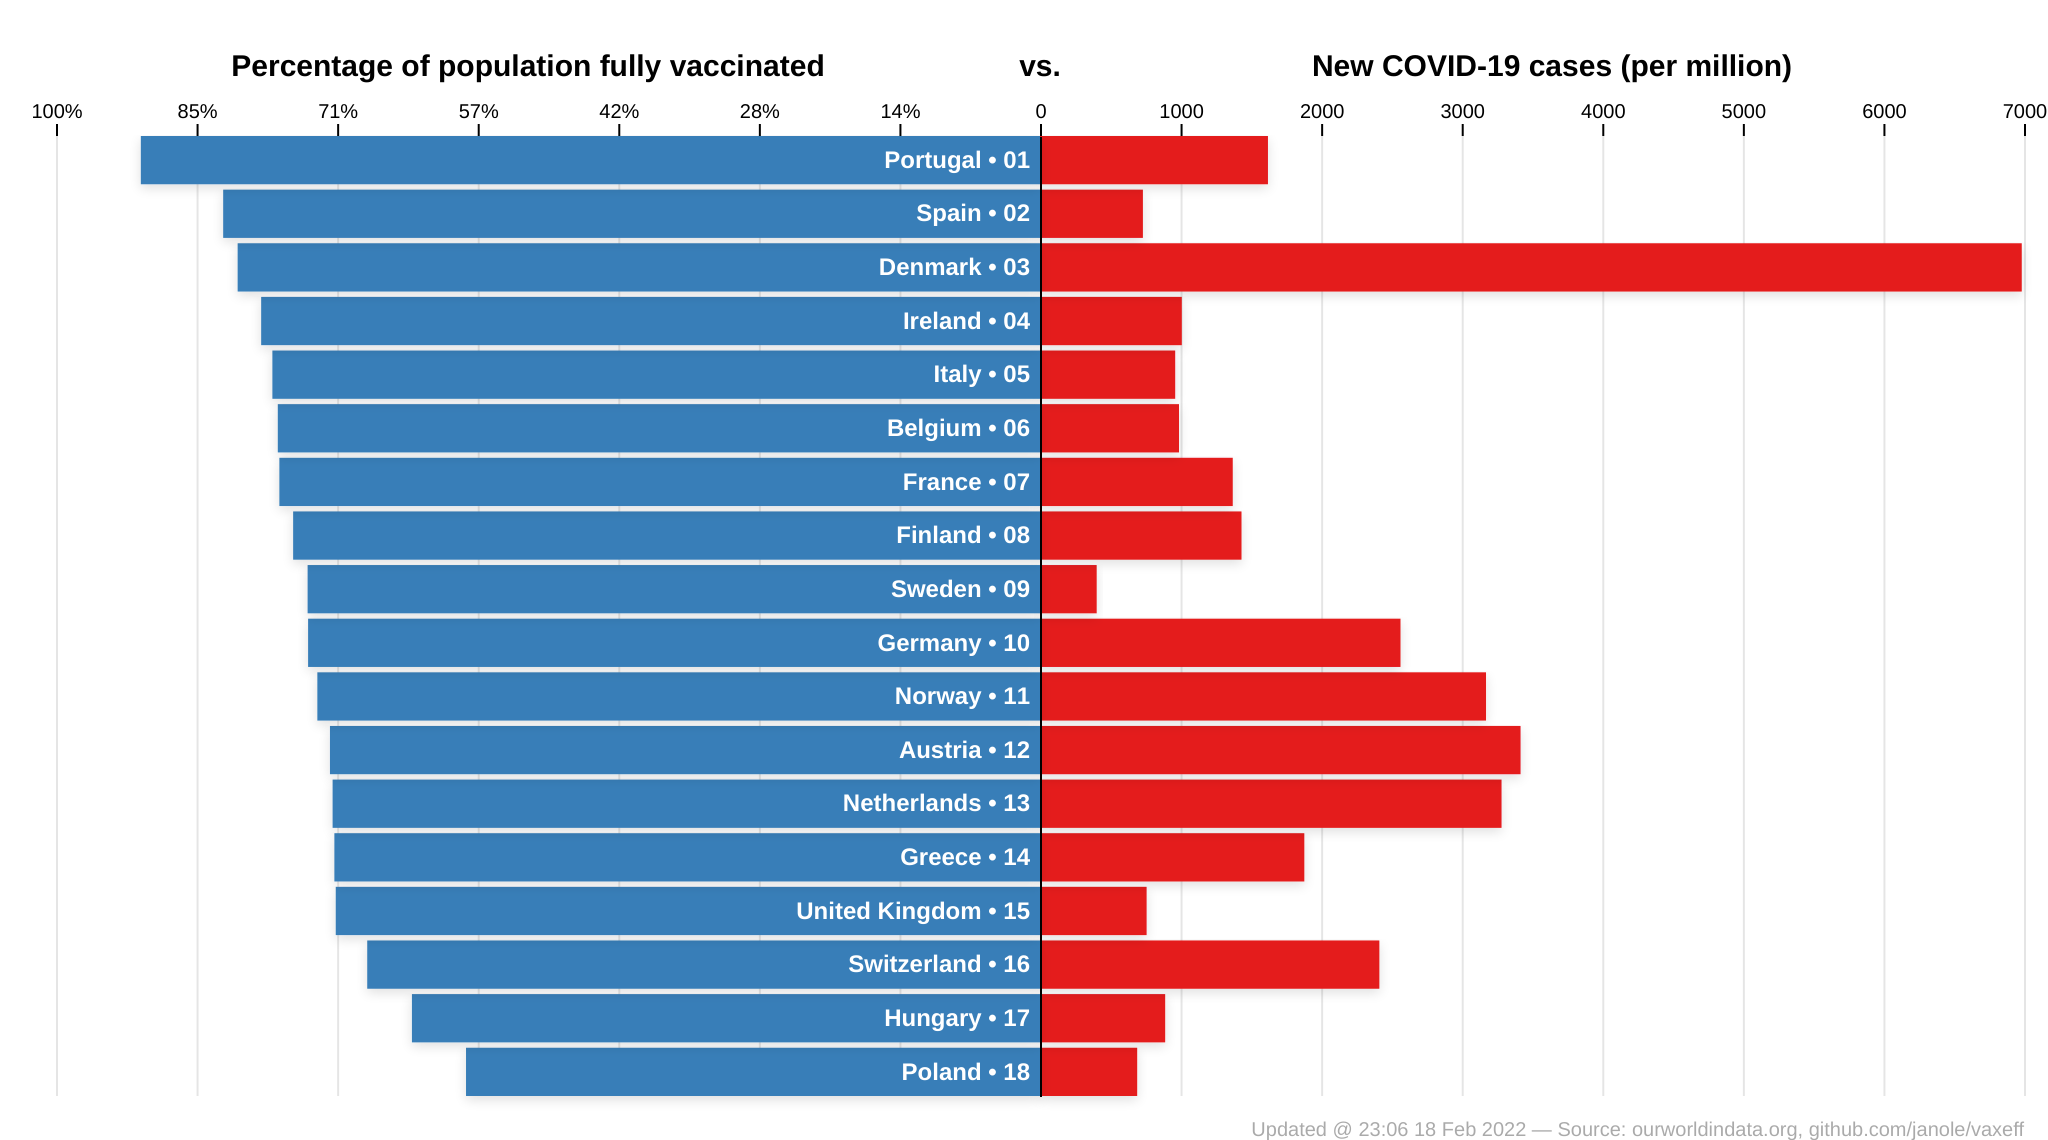 Percentage of population fully vaccinated vs. New COVID-19 cases (per million)
100% 85% 71% 57% 42% 28% 14% 0 1000 2000 3000 4000 5000 6000 7000
Portugal • 01
Spain • 02
Denmark • 03
Ireland • 04
Italy • 05
Belgium • 06
France • 07
Finland • 08
Sweden • 09
Germany • 10
Norway • 11
Austria • 12
Netherlands • 13
Greece • 14
United Kingdom • 15
Switzerland • 16
Hungary • 17
Poland • 18
Updated @ 23:06 18 Feb 2022 — Source: ourworldindata.org, github.com/janole/vaxeff